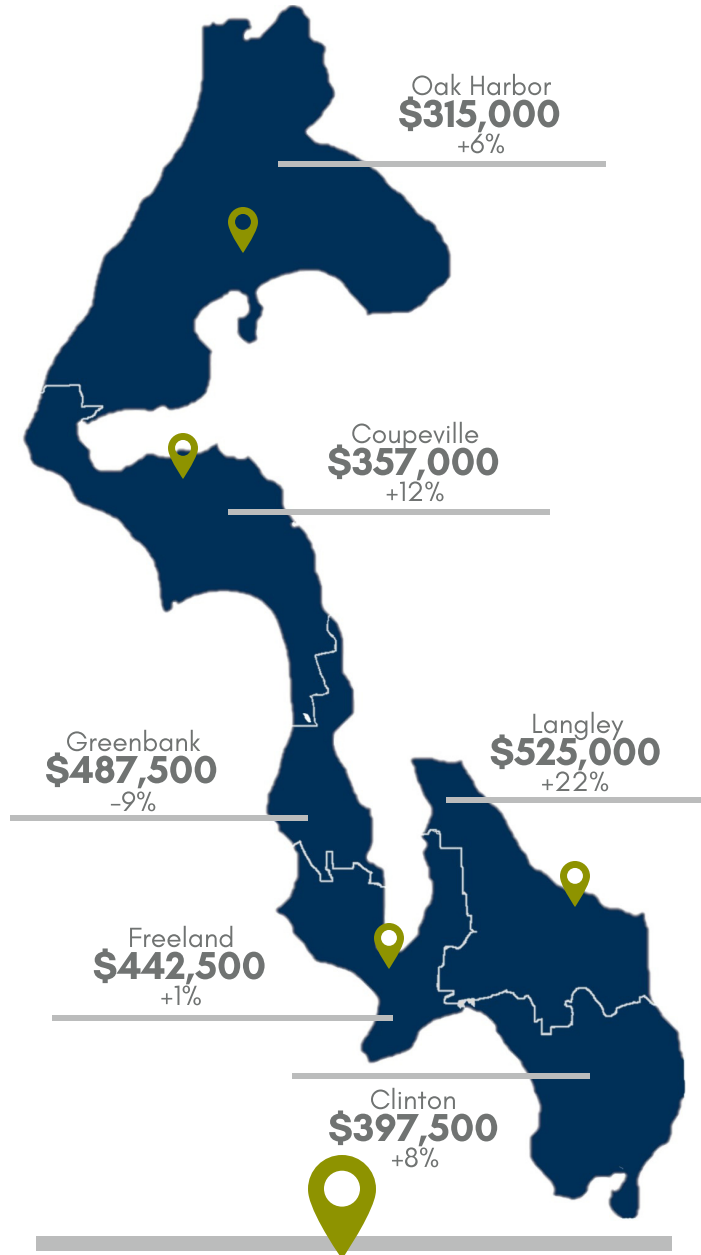 Oak Harbor
$315,000
+6%
Coupeville
$357,000
+12%
Langley
$525,000
+22%
Greenbank
$487,500
-9%
Freeland
$442,500
+1%
Clinton
$397,500
+8%